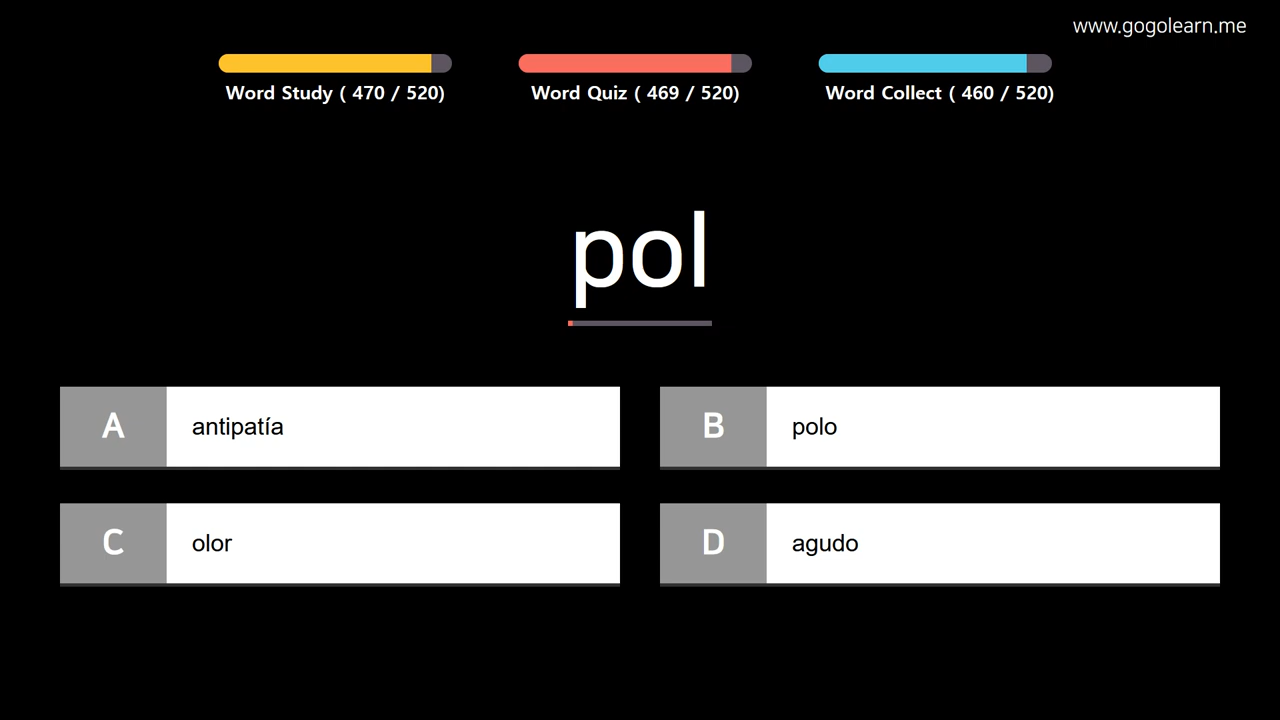 www.gogolearn.me
Word Study ( 470 / 520)
Word Quiz ( 469 / 520)
Word Collect ( 460 / 520)
pol
A
antipatía
B
polo
C
olor
D
agudo